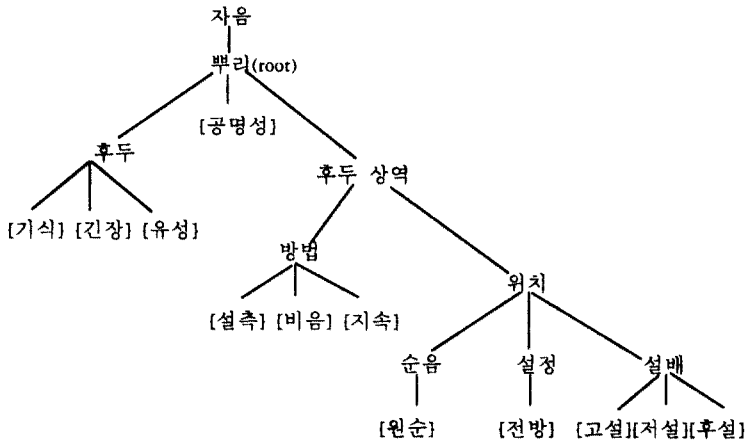 자음
뿌리(root)
[공명성]
후두
후두 상역
[기식] [긴장] [유성]
방법
위치
[설측] [비음] [지속]
순음 설정 설배
[원순] [전방] [고설][저설][후설]